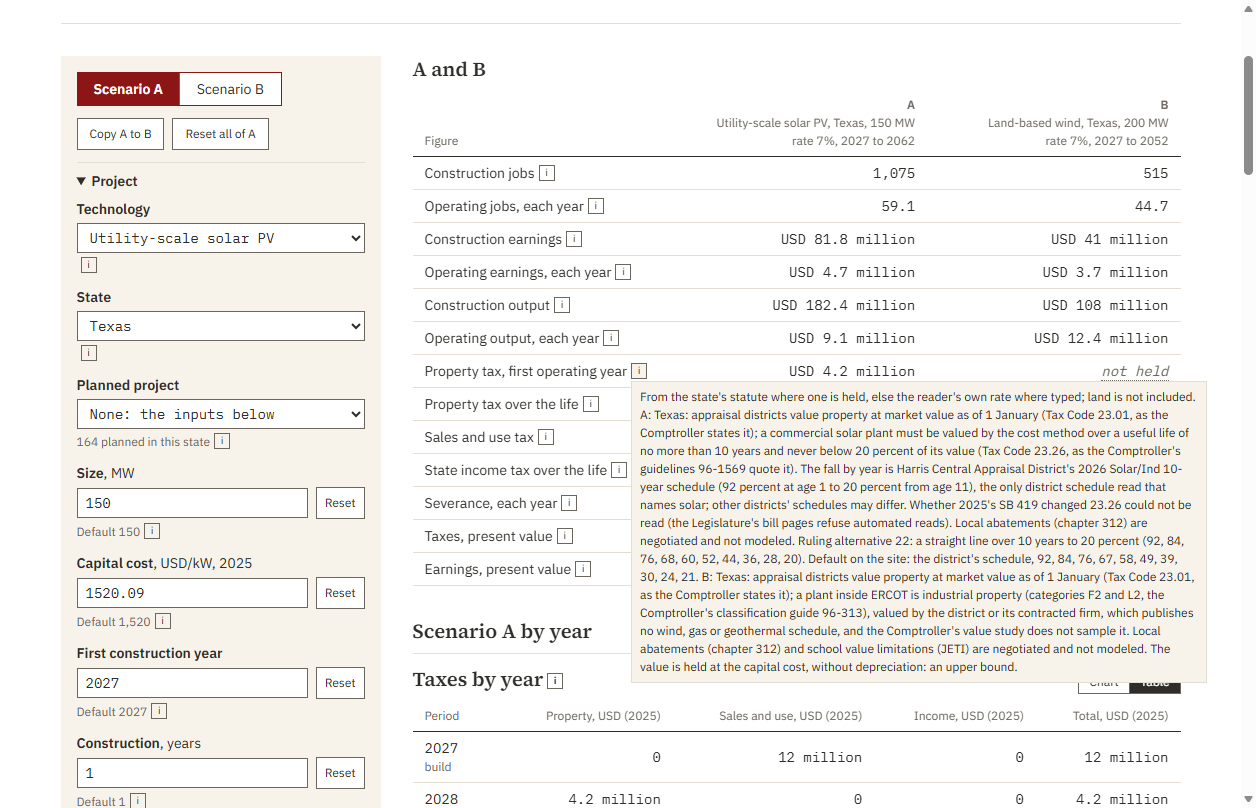 Scenario A
Scenario B
Copy A to B
Reset all of A
▼ Project
Technology
Utility-scale solar PV
i
State
Texas
i
Planned project
None: the inputs below
164 planned in this state i
Size, MW
150
Reset
Default 150 i
Capital cost, USD/kW, 2025
1520.09
Reset
Default 1,520 i
First construction year
2027
Reset
Default 2027 i
Construction, years
1
Reset
Default 1 i
A and B
Figure
A
Utility-scale solar PV, Texas, 150 MW
rate 7%, 2027 to 2062
B
Land-based wind, Texas, 200 MW
rate 7%, 2027 to 2052
Construction jobs i 1,075 515
Operating jobs, each year i 59.1 44.7
Construction earnings i USD 81.8 million USD 41 million
Operating earnings, each year i USD 4.7 million USD 3.7 million
Construction output i USD 182.4 million USD 108 million
Operating output, each year i USD 9.1 million USD 12.4 million
Property tax, first operating year i USD 4.2 million not held
Property tax over the life i
Sales and use tax i
State income tax over the life i
Severance, each year i
Taxes, present value i
Earnings, present value i
From the state's statute where one is held, else the reader's own rate where typed; land is not included.
A: Texas: appraisal districts value property at market value as of 1 January (Tax Code 23.01, as the
Comptroller states it); a commercial solar plant must be valued by the cost method over a useful life of
no more than 10 years and never below 20 percent of its value (Tax Code 23.26, as the Comptroller's
guidelines 96-1569 quote it). The fall by year is Harris Central Appraisal District's 2026 Solar/Ind 10-
year schedule (92 percent at age 1 to 20 percent from age 11), the only district schedule read that
names solar; other districts' schedules may differ. Whether 2025's SB 419 changed 23.26 could not be
read (the Legislature's bill pages refuse automated reads). Local abatements (chapter 312) are
negotiated and not modeled. Ruling alternative 22: a straight line over 10 years to 20 percent (92, 84,
76, 68, 60, 52, 44, 36, 28, 20). Default on the site: the district's schedule, 92, 84, 76, 67, 58, 49, 39,
30, 24, 21. B: Texas: appraisal districts value property at market value as of 1 January (Tax Code 23.01,
as the Comptroller states it); a plant inside ERCOT is industrial property (categories F2 and L2, the
Comptroller's classification guide 96-313), valued by the district or its contracted firm, which publishes
no wind, gas or geothermal schedule, and the Comptroller's value study does not sample it. Local
abatements (chapter 312) and school value limitations (JETI) are negotiated and not modeled. The
value is held at the capital cost, without depreciation: an upper bound.
Scenario A by year
Taxes by year i
Chart
Table
Period Property, USD (2025) Sales and use, USD (2025) Income, USD (2025) Total, USD (2025)
2027
build
0 12 million 0 12 million
2028 4.2 million 0 0 4.2 million